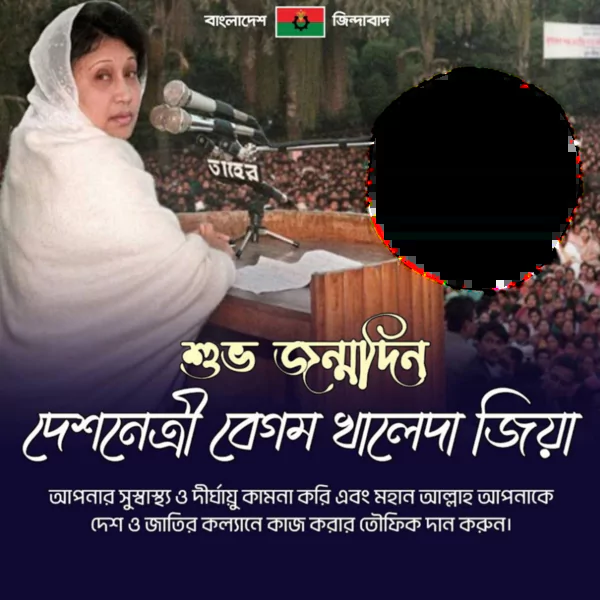 বাংলাদেশ জিন্দাবাদ
তাহের
শুভ জন্মদিন
দেশনেত্রী বেগম খালেদা জিয়া
আপনার সুস্বাস্থ্য ও দীর্ঘায়ু কামনা করি এবং মহান আল্লাহ আপনাকে
দেশ ও জাতির কল্যানে কাজ করার তৌফিক দান করুন।